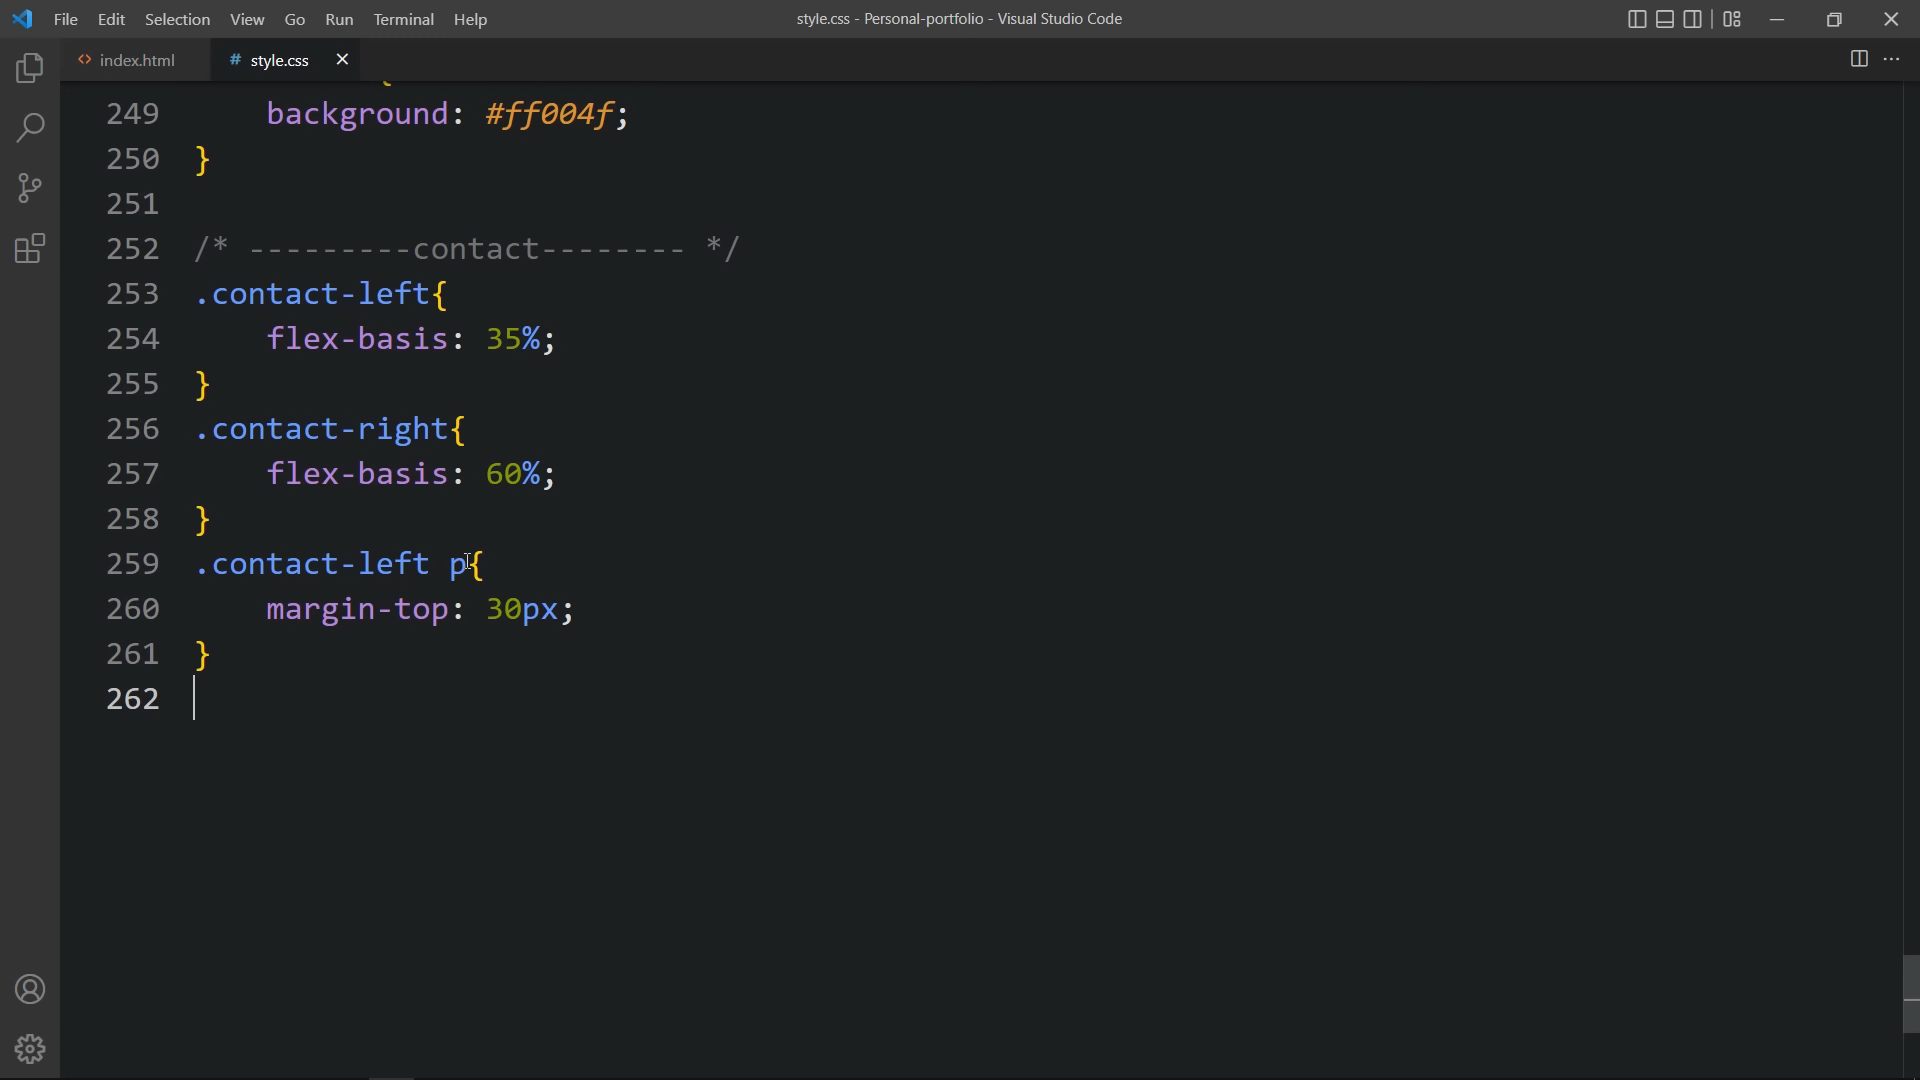 File Edit Selection View Go Run Terminal Help style.css - Personal-portfolio - Visual Studio Code
<> index.html # style.css
249 background: #ff004f;
250 }
251
252 /* ---------contact-------- */
253 .contact-left{
254 flex-basis: 35%;
255 }
256 .contact-right{
257 flex-basis: 60%;
258 }
259 .contact-left p{
260 margin-top: 30px;
261 }
262